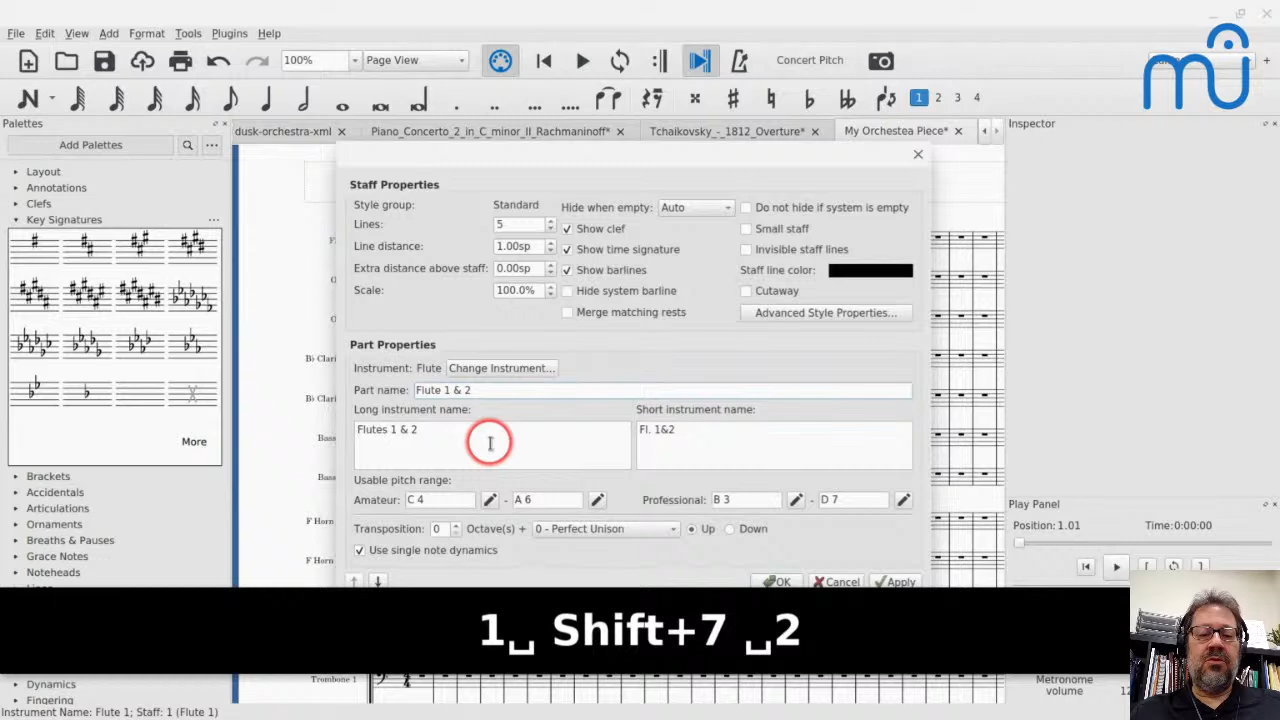 File Edit View Add Format Tools Plugins Help
100% Page View Concert Pitch
1 2 3 4
Palettes
Add Palettes
Layout
Annotations
Clefs
Key Signatures
More
Brackets
Accidentals
Articulations
Ornaments
Breaths & Pauses
Grace Notes
Noteheads
Dynamics
Fingering
dusk-orchestra-xml Piano_Concerto_2_in_C_minor_II_Rachmaninoff* Tchaikovsky_-_1812_Overture* My Orchestea Piece*
B♭ Clari
B♭ Clari
Bass
Bass
F Horn
F Horn
Trombone 1
Staff Properties
Style group: Standard
Lines: 5
Line distance: 1.00sp
Extra distance above staff: 0.00sp
Scale: 100.0%
Hide when empty: Auto
Show clef
Show time signature
Show barlines
Hide system barline
Merge matching rests
Do not hide if system is empty
Small staff
Invisible staff lines
Staff line color:
Cutaway
Advanced Style Properties...
Part Properties
Instrument: Flute Change Instrument...
Part name: Flute 1 & 2
Long instrument name: Short instrument name:
Flutes 1 & 2 Fl. 1&2
Usable pitch range:
Amateur: C 4 - A 6 Professional: B 3 - D 7
Transposition: 0 Octave(s) + 0 - Perfect Unison Up Down
Use single note dynamics
OK Cancel Apply
Inspector
Play Panel
Position: 1.01 Time:0:00:00
Metronome
volume
1␣ Shift+7 ␣2
Instrument Name: Flute 1; Staff: 1 (Flute 1)